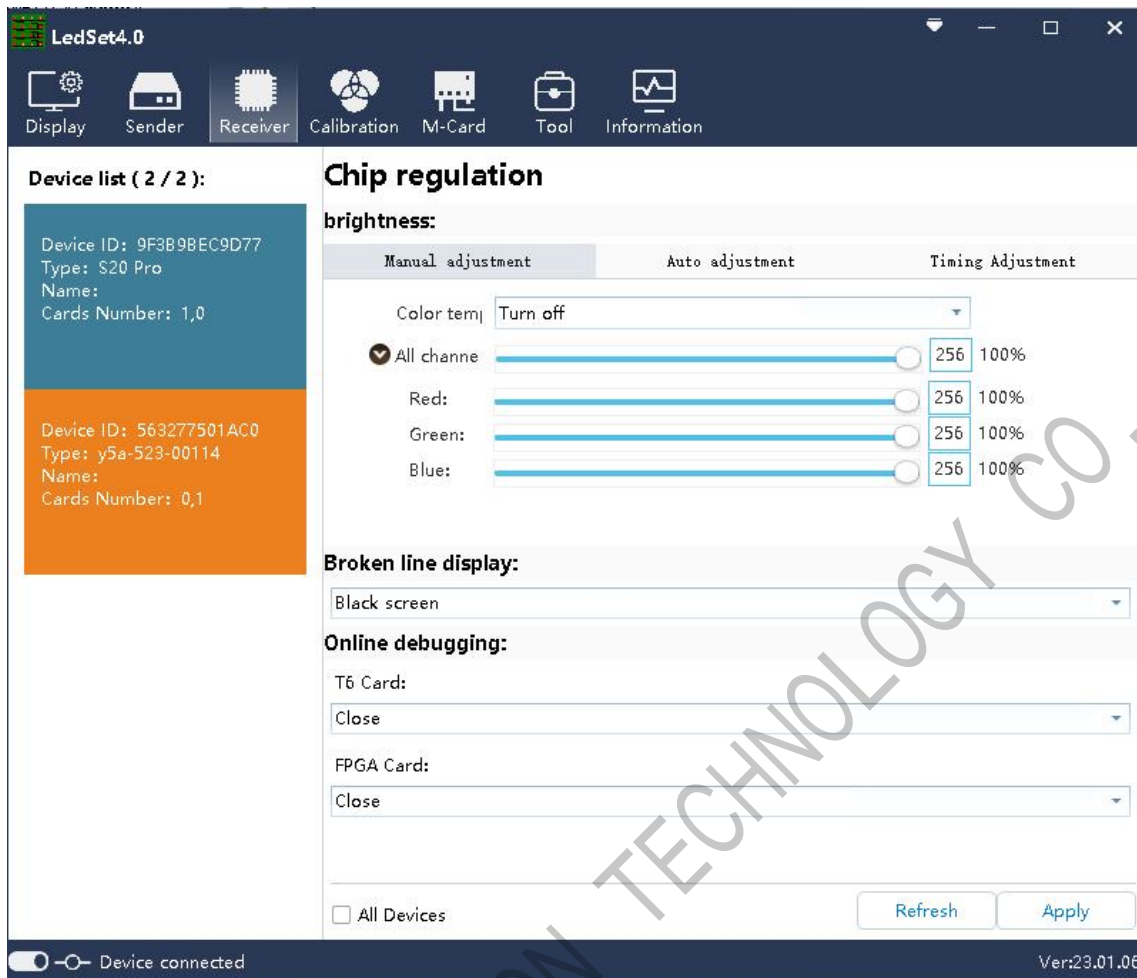 LedSet4.0
Display Sender Receiver Calibration M-Card Tool Information
Device list ( 2 / 2 ):
Device ID: 9F3B9BEC9D77
Type: S20 Pro
Name:
Cards Number: 1,0
Device ID: 563277501AC0
Type: y5a-523-00114
Name:
Cards Number: 0,1
Chip regulation
brightness:
Manual adjustment Auto adjustment Timing Adjustment
Color temp Turn off
All channe 256 100%
Red: 256 100%
Green: 256 100%
Blue: 256 100%
Broken line display:
Black screen
Online debugging:
T6 Card:
Close
FPGA Card:
Close
All Devices Refresh Apply
Device connected Ver:23.01.06
ON TECHNOLOGY CO .